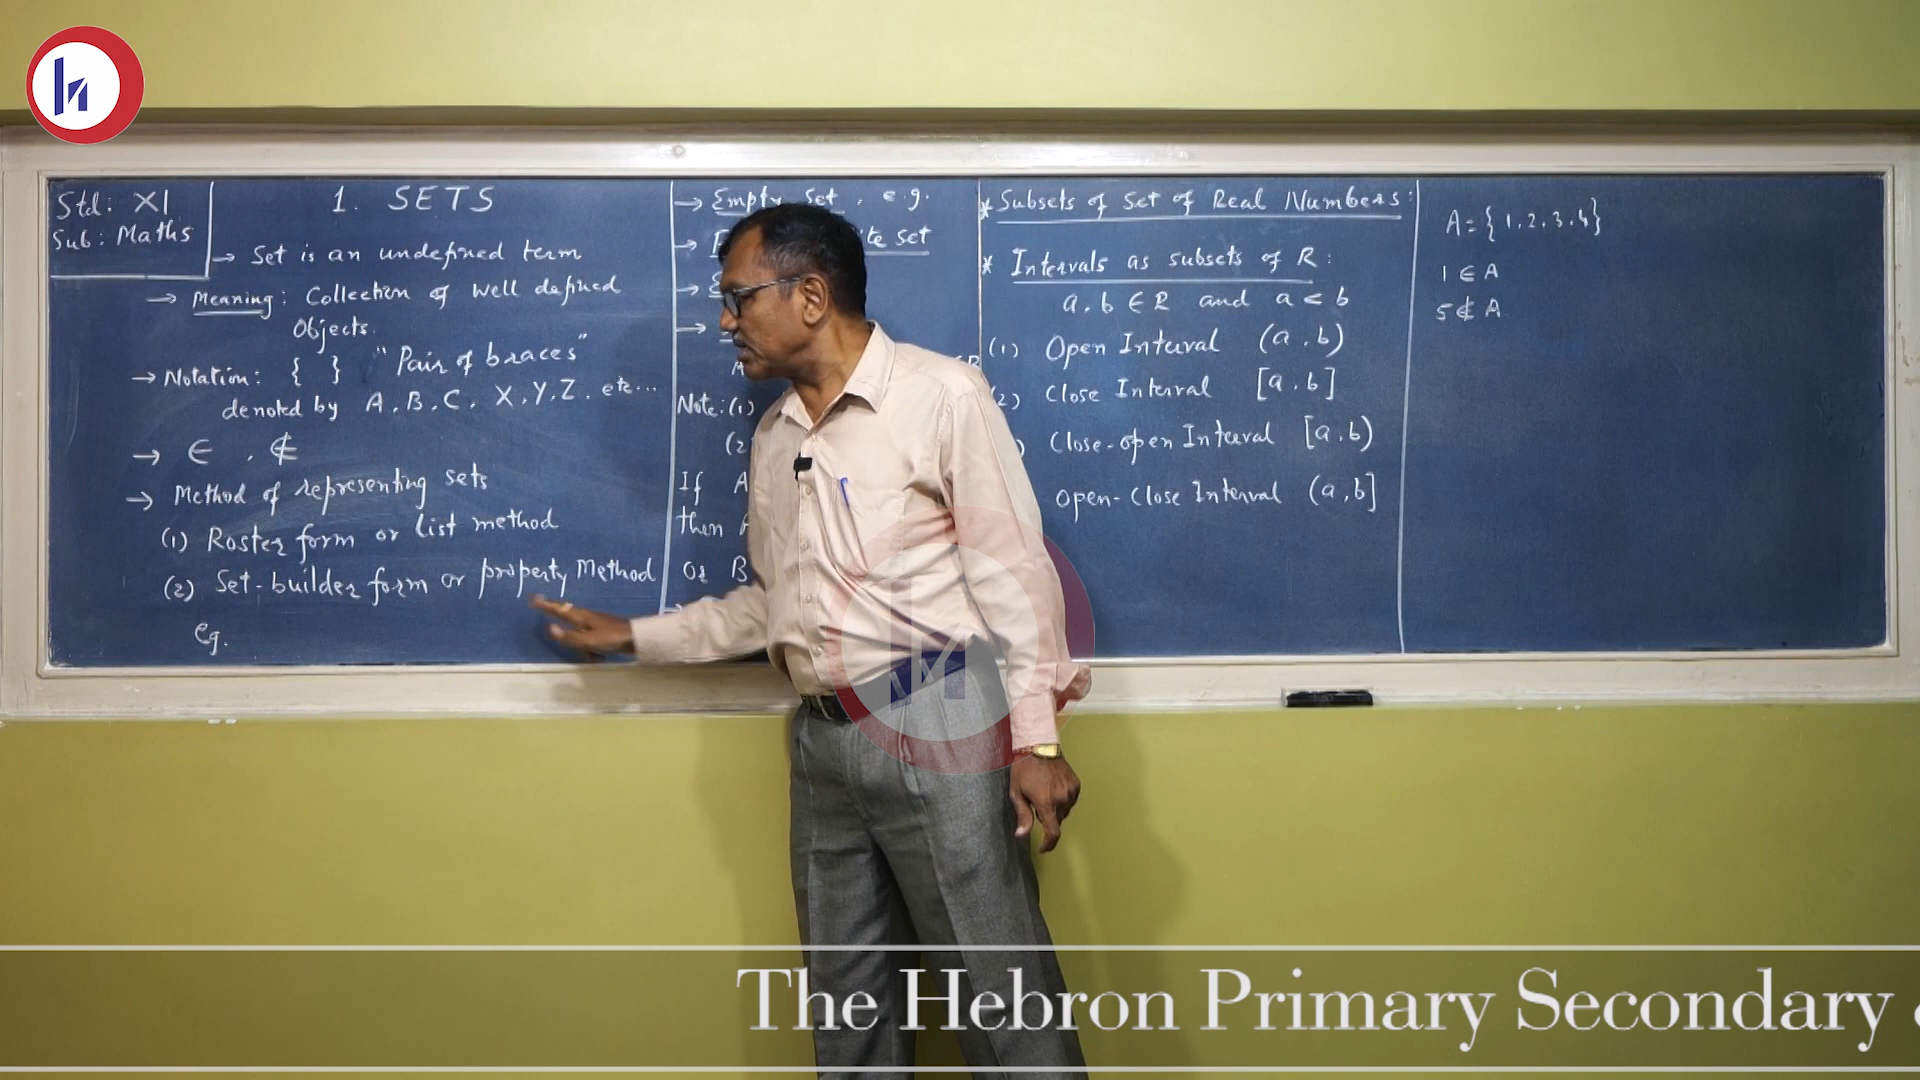 Std: XI
Sub: Maths
1. SETS
→ Set is an undefined term
→ Meaning: Collection of well defined
Objects.
→ Notation: { } "Pair of braces"
denoted by A, B, C, X, Y, Z, etc...
→ ∈ , ∉
→ Method of representing sets
(1) Roster form or List method
(2) Set-builder form or property Method
eg.
→ Empty set, e.g.
→ set
→
→
Note: (1)
(2
If A
then
or B
* Subsets of Set of Real Numbers:
* Intervals as subsets of R:
a, b ∈ R and a < b
(1) Open Interval (a, b)
2) Close Interval [a, b]
) Close-open Interval [a, b)
Open-Close Interval (a, b]
A = { 1, 2, 3, 4}
1 ∈ A
5 ∉ A
The Hebron Primary Secondary